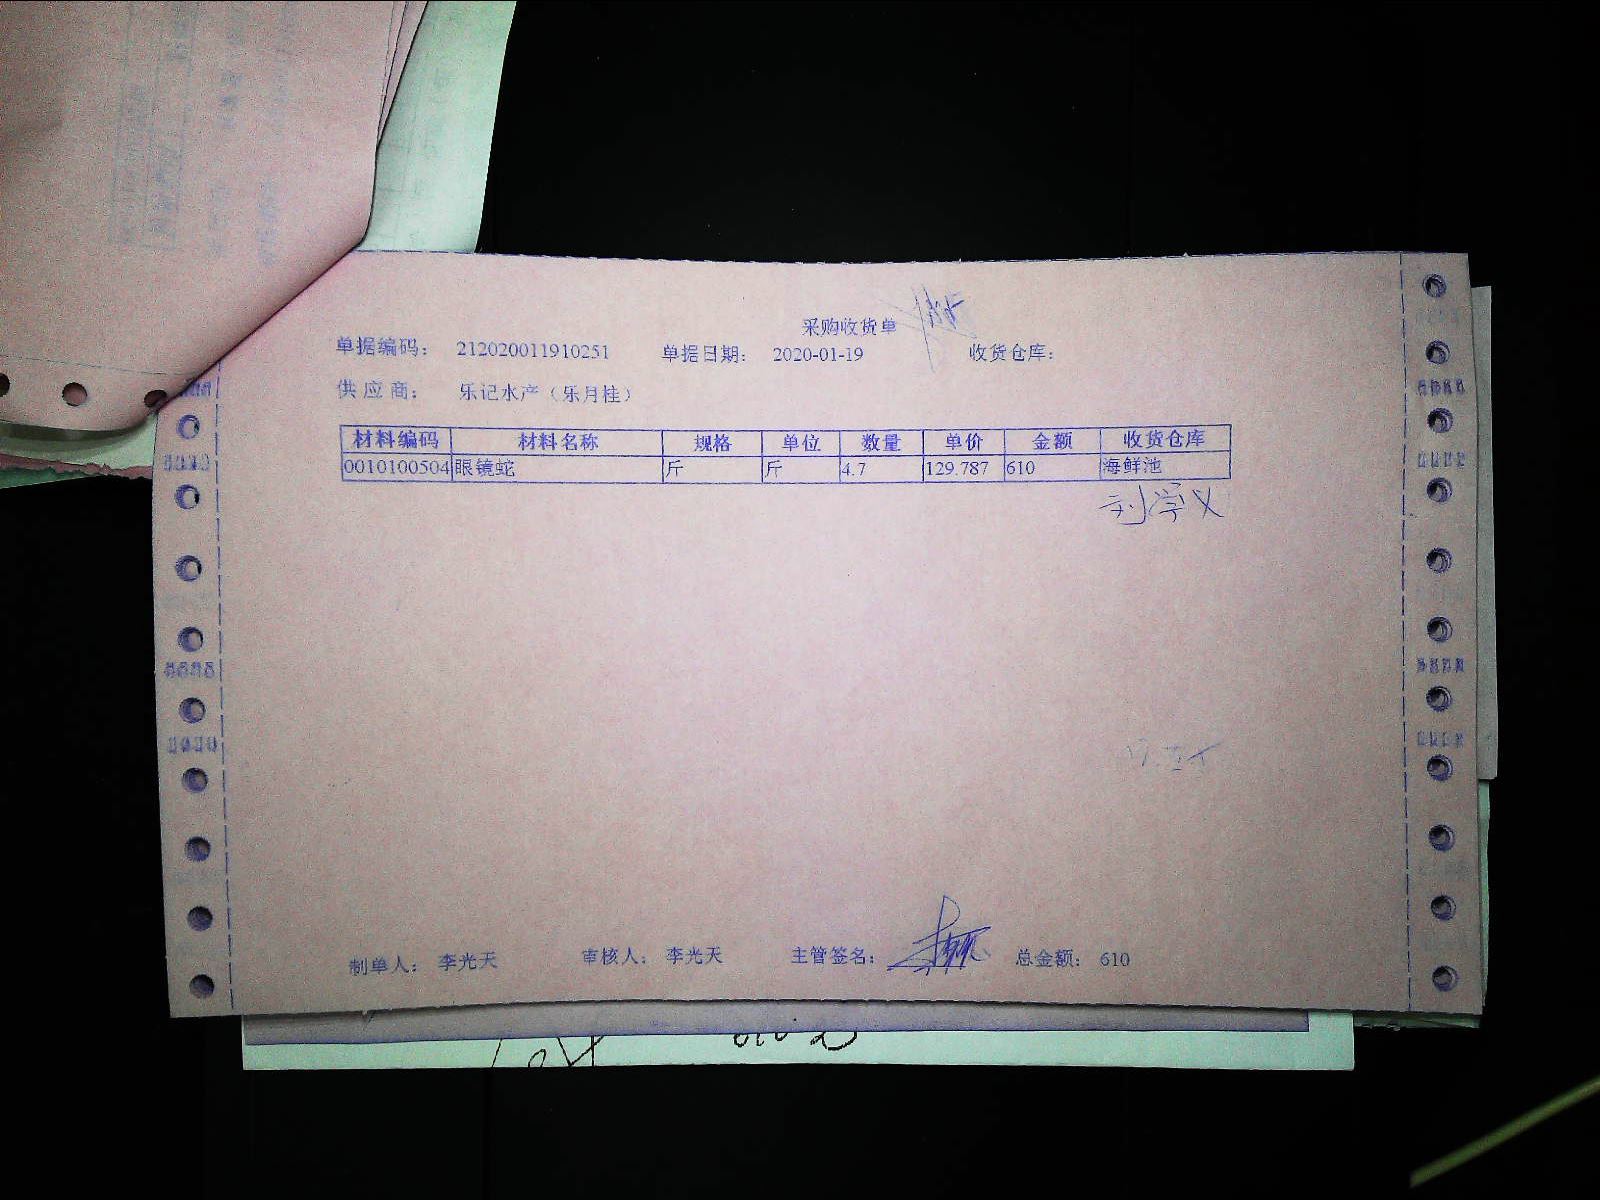 采购收货单
单据编码： 212020011910251 单据日期： 2020-01-19 收货仓库：
供应商： 乐记水产（乐月桂）
材料编码 材料名称 规格 单位 数量 单价 金额 收货仓库
0010100504 眼镜蛇 斤 斤 4.7 129.787 610 海鲜池
刘学义
制单人： 李光天 审核人： 李光天 主管签名： 总金额： 610